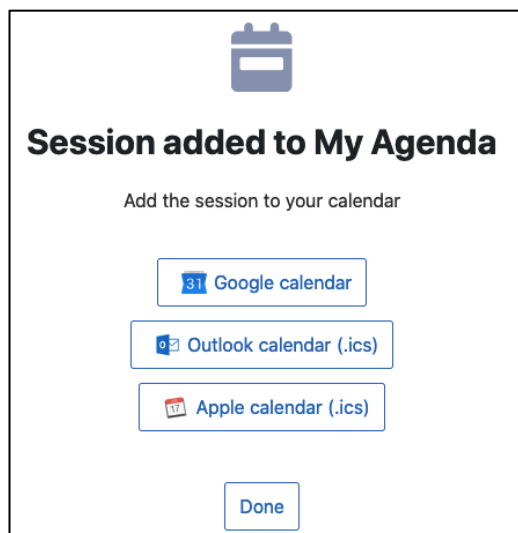 Session added to My Agenda
Add the session to your calendar
31 Google calendar
Outlook calendar (.ics)
17 Apple calendar (.ics)
Done